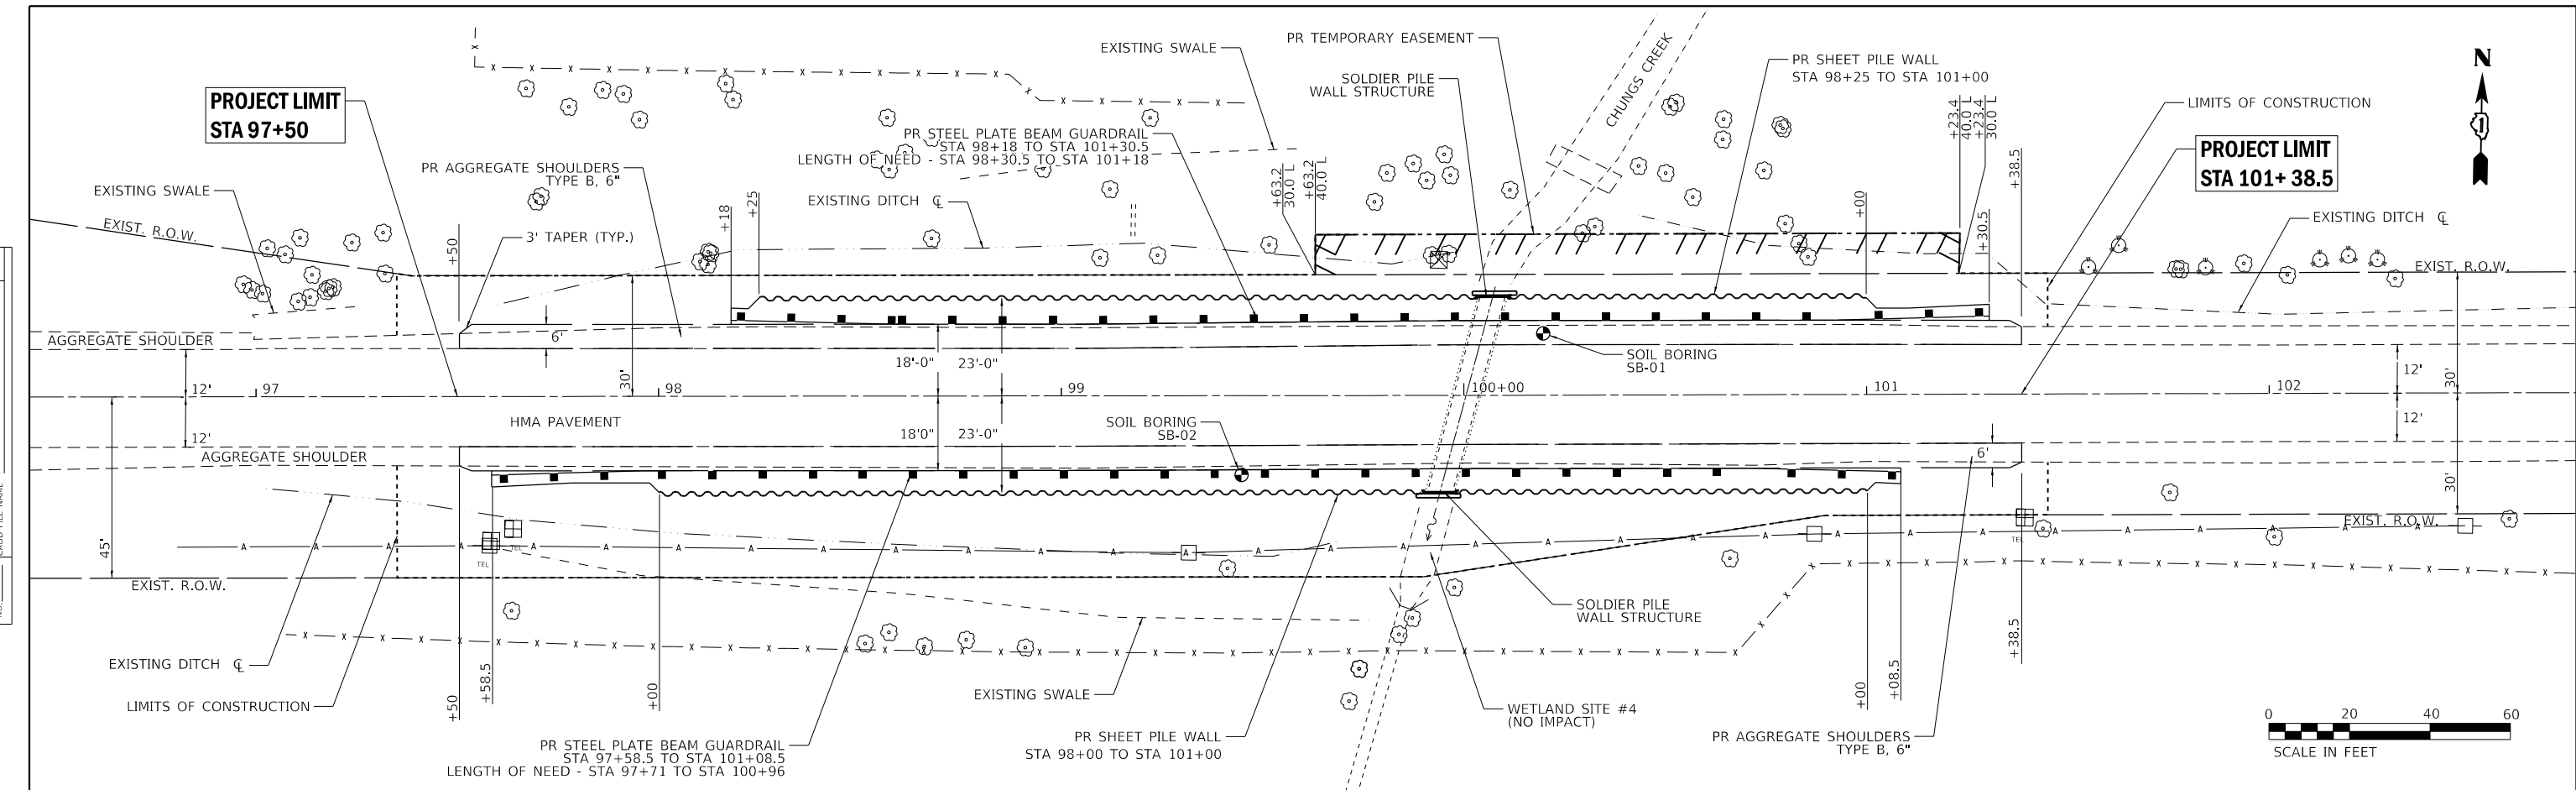 PROJECT LIMIT
STA 97+50
EXISTING SWALE
PR TEMPORARY EASEMENT
SOLDIER PILE
WALL STRUCTURE
CHUNGS CREEK
PR SHEET PILE WALL
STA 98+25 TO STA 101+00
+23.4
40.0 L
+23.4
30.0 L
+38.5
LIMITS OF CONSTRUCTION
PROJECT LIMIT
STA 101+ 38.5
N
PR STEEL PLATE BEAM GUARDRAIL
STA 98+18 TO STA 101+30.5
LENGTH OF NEED - STA 98+30.5 TO STA 101+18
PR AGGREGATE SHOULDERS
TYPE B, 6"
EXISTING SWALE
EXISTING DITCH ℄
+63.2
30.0 L
+63.2
40.0 L
+00
+30.5
EXISTING DITCH ℄
EXIST. R.O.W.
+50
3' TAPER (TYP.)
+18
+25
EXIST. R.O.W.
AGGREGATE SHOULDER
6'
30'
18'-0"
23'-0"
SOIL BORING
SB-01
12'
97
98
99
100+00
101
102
12'
30'
12'
HMA PAVEMENT
18'0"
23'-0"
SOIL BORING
SB-02
12'
AGGREGATE SHOULDER
6'
30'
45'
TEL
TEL
TEL
EXIST. R.O.W.
EXIST. R.O.W.
SOLDIER PILE
WALL STRUCTURE
EXISTING DITCH ℄
LIMITS OF CONSTRUCTION
+50
+58.5
+00
EXISTING SWALE
WETLAND SITE #4
(NO IMPACT)
+00
+08.5
+38.5
PR STEEL PLATE BEAM GUARDRAIL
STA 97+58.5 TO STA 101+08.5
LENGTH OF NEED - STA 97+71 TO STA 100+96
PR SHEET PILE WALL
STA 98+00 TO STA 101+00
PR AGGREGATE SHOULDERS
TYPE B, 6"
0 20 40 60
SCALE IN FEET